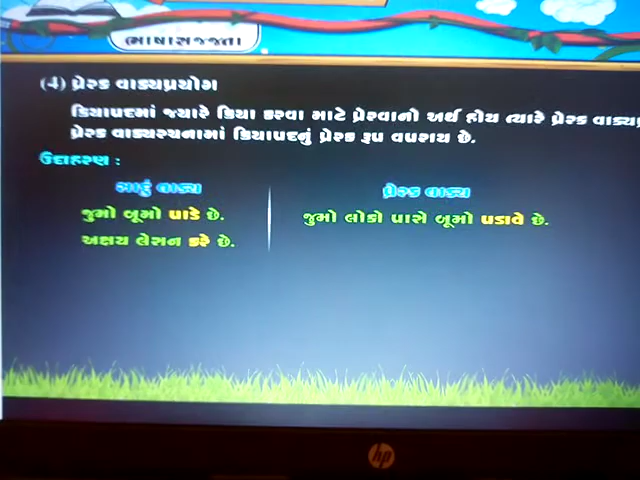 ભાષાસજ્જતા
(4) પ્રેરક વાક્યપ્રયોગ
ક્રિયાપદમાં જ્યારે ક્રિયા કરવા માટે પ્રેરવાનો અર્થ હોય ત્યારે પ્રેરક
પ્રેરક વાક્યરચનામાં ક્રિયાપદનું પ્રેરક રૂપ વપરાય છે.
ઉદાહરણ :
સાદું વાક્ય
પ્રેરક વાક્ય
જુમો બૂમો પાડે છે.
જુમો લોકો પાસે બૂમો પડાવે છે.
અક્ષય લેસન કરે છે.
hp